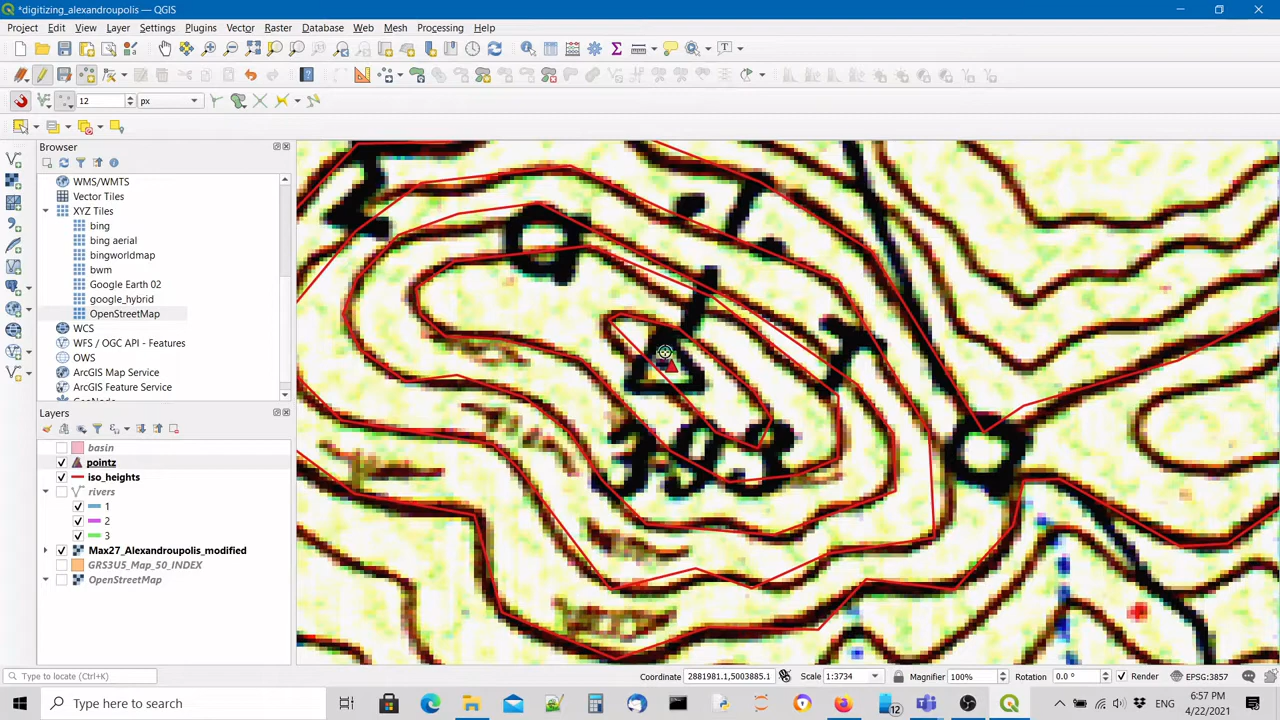 *digitizing_alexandroupolis — QGIS
Project Edit View Layer Settings Plugins Vector Raster Database Web Mesh Processing Help
12 px
Browser
WMS/WMTS
Vector Tiles
XYZ Tiles
bing
bing aerial
bingworldmap
bwm
Google Earth 02
google_hybrid
OpenStreetMap
WCS
WFS / OGC API - Features
OWS
ArcGIS Map Service
ArcGIS Feature Service
Layers
basin
pointz
iso_heights
rivers
1
2
3
Max27_Alexandroupolis_modified
GRS3U5_Map_50_INDEX
OpenStreetMap
Type to locate (Ctrl+K) Coordinate 2881981.1,5003885.1 Scale 1:3734 Magnifier 100% Rotation 0.0 ° Render EPSG:3857
Type here to search 12 ENG 6:57 PM
4/22/2021